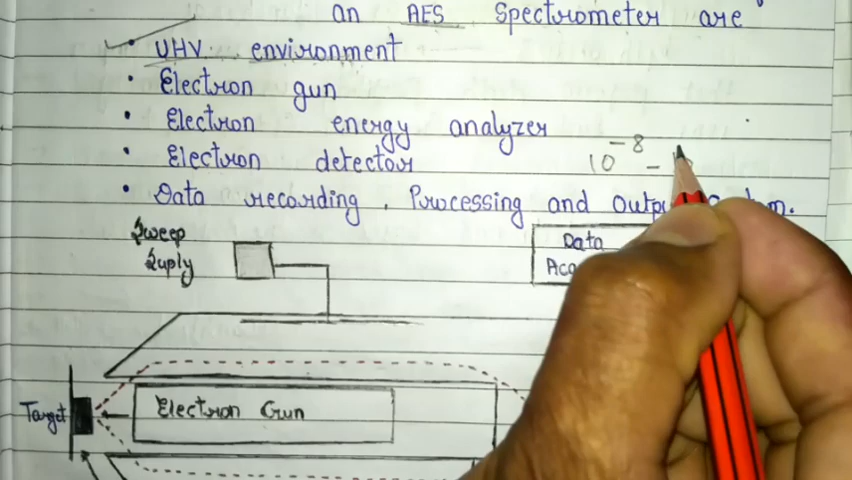 an AES Spectrometer are
• UHV environment
• Electron gun
• Electron energy analyzer
• Electron detector
10⁻⁸ -
• Data recording, Processing and
Sweep
Suply
Data
Target
Electron Gun